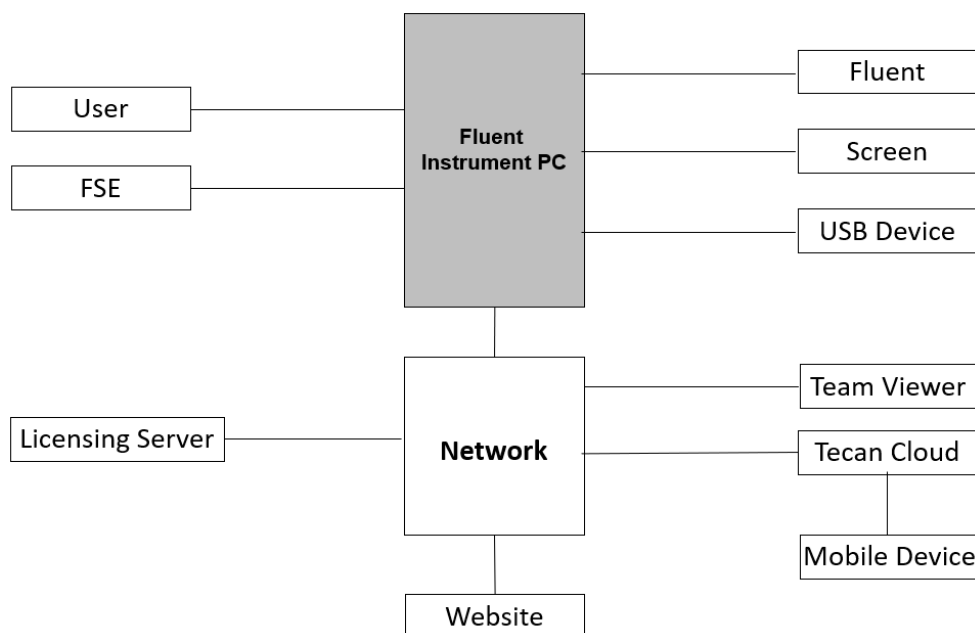 Fluent
Instrument PC
User
FSE
Fluent
Screen
USB Device
Network
Licensing Server
Team Viewer
Tecan Cloud
Mobile Device
Website